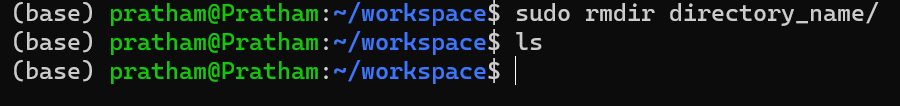 (base) pratham@Pratham:~/workspace$ sudo rmdir directory_name/
(base) pratham@Pratham:~/workspace$ ls
(base) pratham@Pratham:~/workspace$